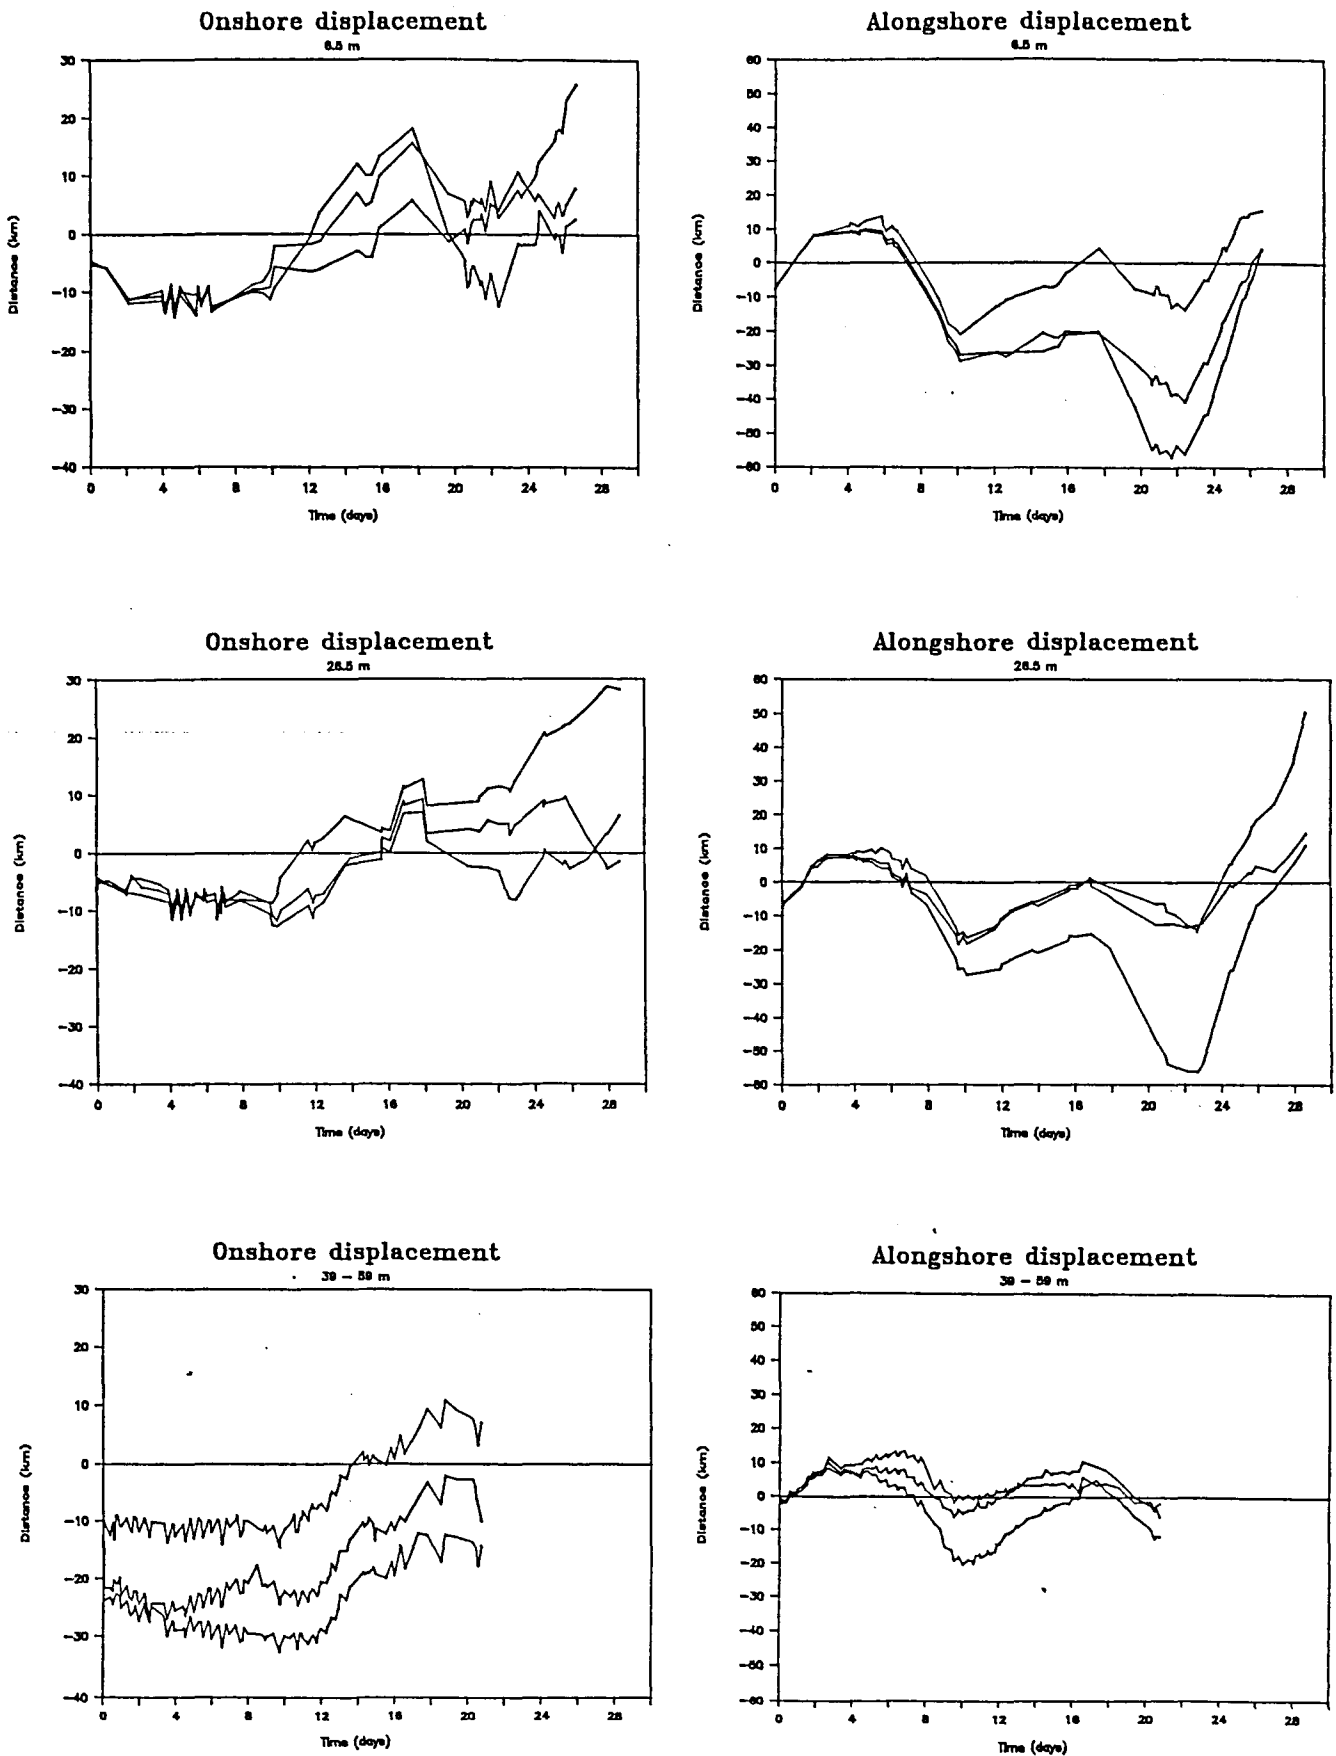 Onshore displacement
6.5 m
30
20
10
0
−10
−20
−30
−40
Distance (km)
0 4 8 12 16 20 24 28
Time (days)
Alongshore displacement
6.5 m
60
50
40
30
20
10
0
−10
−20
−30
−40
−50
−60
Distance (km)
0 4 8 12 16 20 24 28
Time (days)
Onshore displacement
26.5 m
30
20
10
0
−10
−20
−30
−40
Distance (km)
0 4 8 12 16 20 24 28
Time (days)
Alongshore displacement
26.5 m
60
50
40
30
20
10
0
−10
−20
−30
−40
−50
−60
Distance (km)
0 4 8 12 16 20 24 28
Time (days)
Onshore displacement
39 − 59 m
30
20
10
0
−10
−20
−30
−40
Distance (km)
0 4 8 12 16 20 24 28
Time (days)
Alongshore displacement
39 − 59 m
60
50
40
30
20
10
0
−10
−20
−30
−40
−50
−60
Distance (km)
0 4 8 12 16 20 24 28
Time (days)